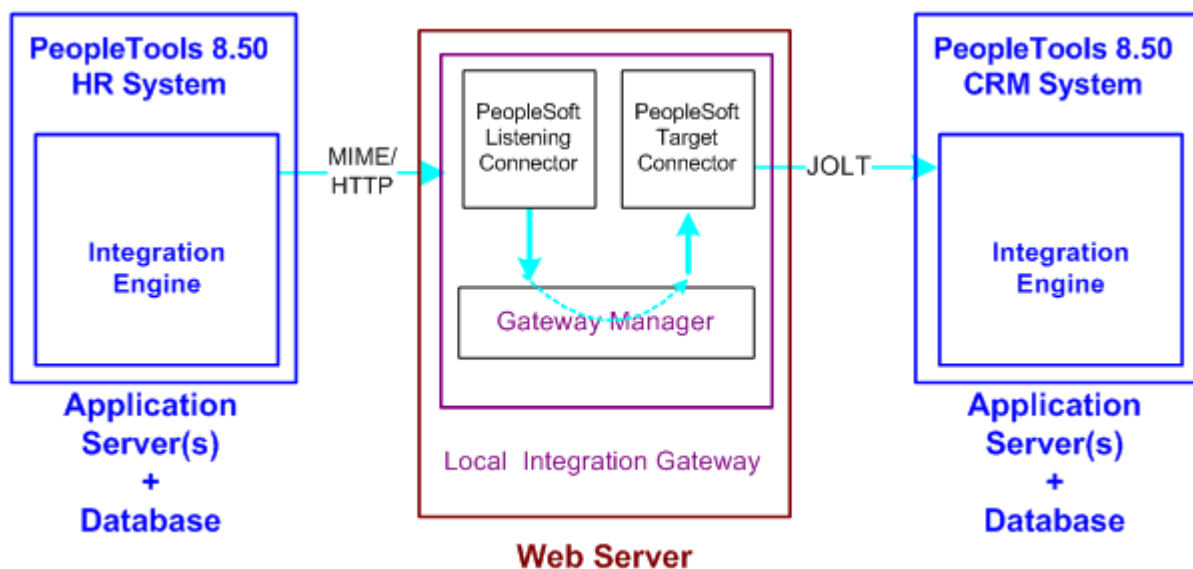 PeopleTools 8.50
HR System
Integration
Engine
Application
Server(s)
+
Database
MIME/
HTTP
PeopleSoft
Listening
Connector
PeopleSoft
Target
Connector
Gateway Manager
Local Integration Gateway
Web Server
JOLT
PeopleTools 8.50
CRM System
Integration
Engine
Application
Server(s)
+
Database